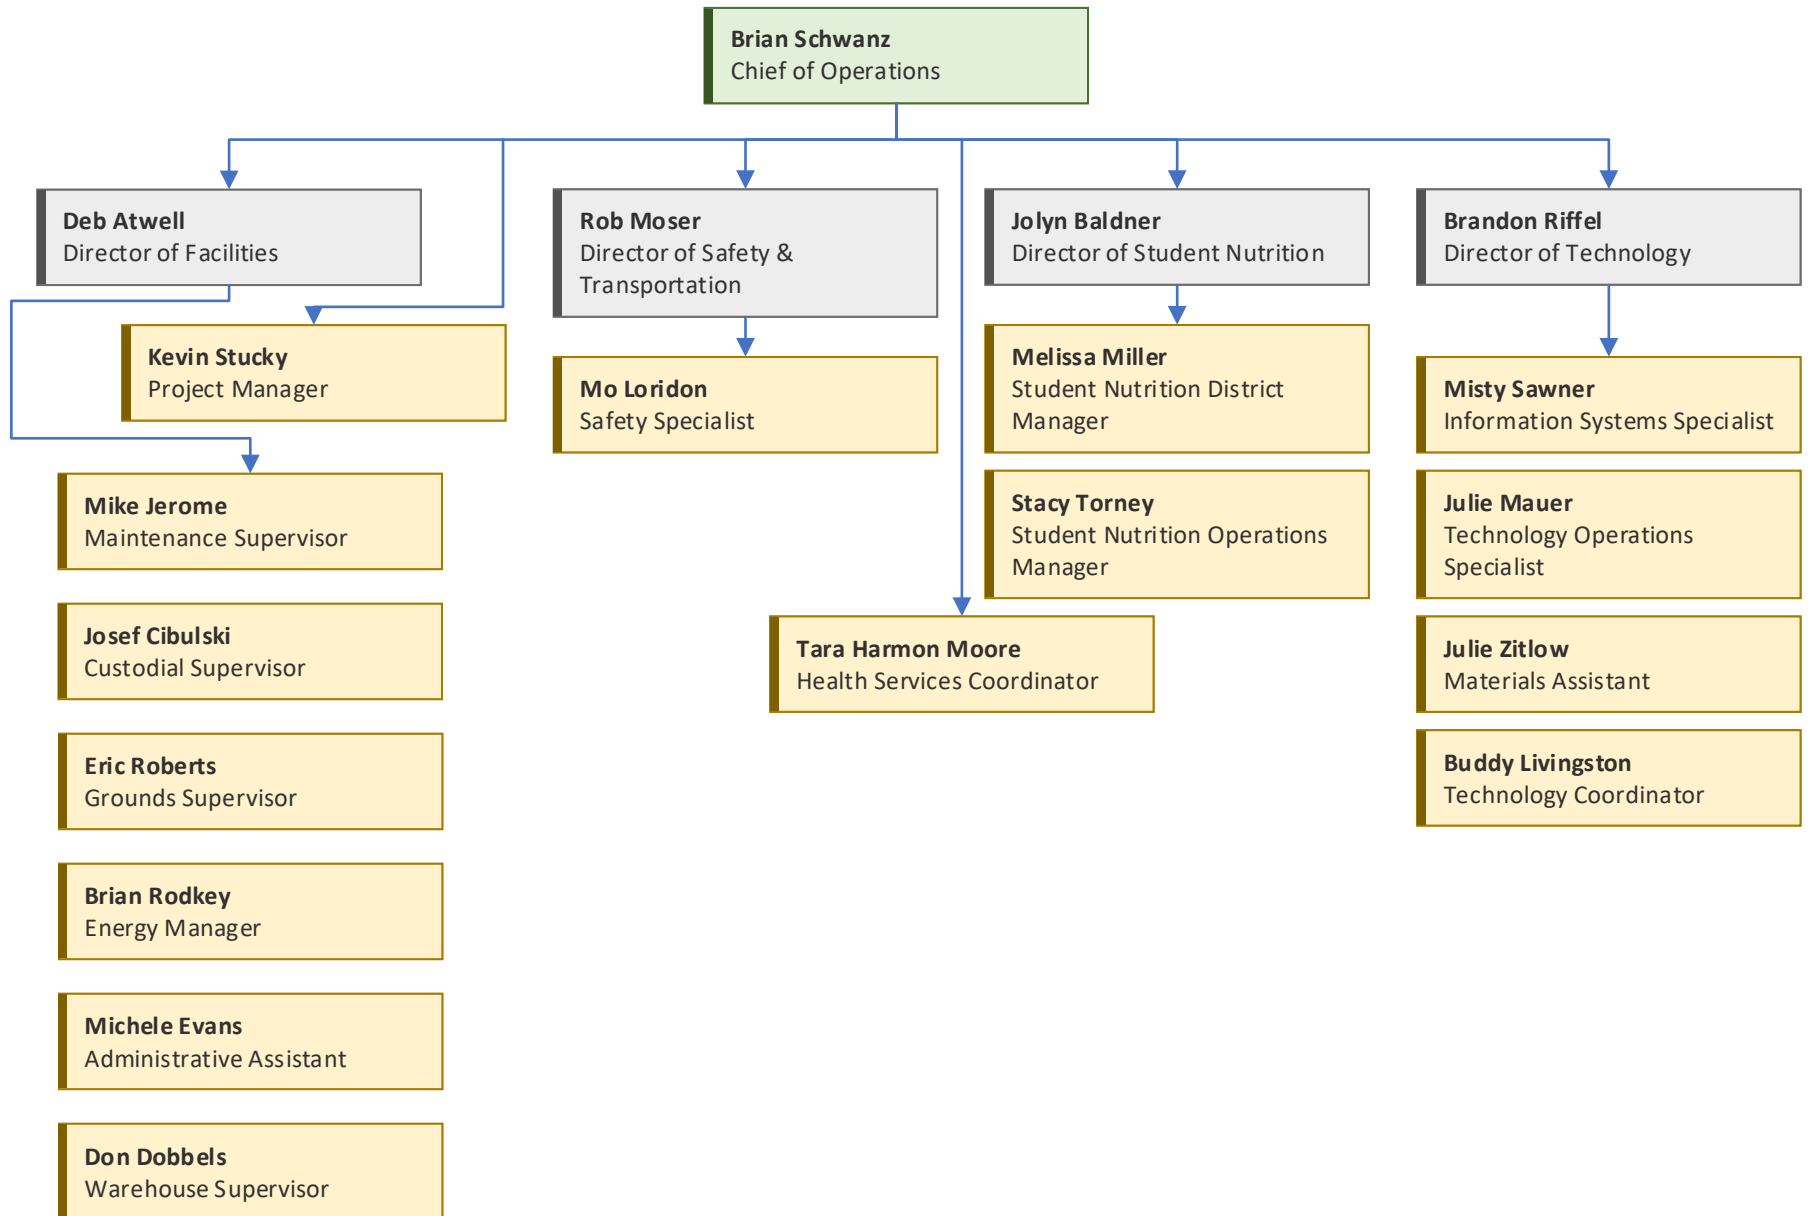 Brian Schwanz
Chief of Operations
Deb Atwell
Director of Facilities
Rob Moser
Director of Safety &
Transportation
Jolyn Baldner
Director of Student Nutrition
Brandon Riffel
Director of Technology
Kevin Stucky
Project Manager
Mo Loridon
Safety Specialist
Melissa Miller
Student Nutrition District
Manager
Misty Sawner
Information Systems Specialist
Mike Jerome
Maintenance Supervisor
Stacy Torney
Student Nutrition Operations
Manager
Julie Mauer
Technology Operations
Specialist
Josef Cibulski
Custodial Supervisor
Tara Harmon Moore
Health Services Coordinator
Julie Zitlow
Materials Assistant
Eric Roberts
Grounds Supervisor
Buddy Livingston
Technology Coordinator
Brian Rodkey
Energy Manager
Michele Evans
Administrative Assistant
Don Dobbels
Warehouse Supervisor